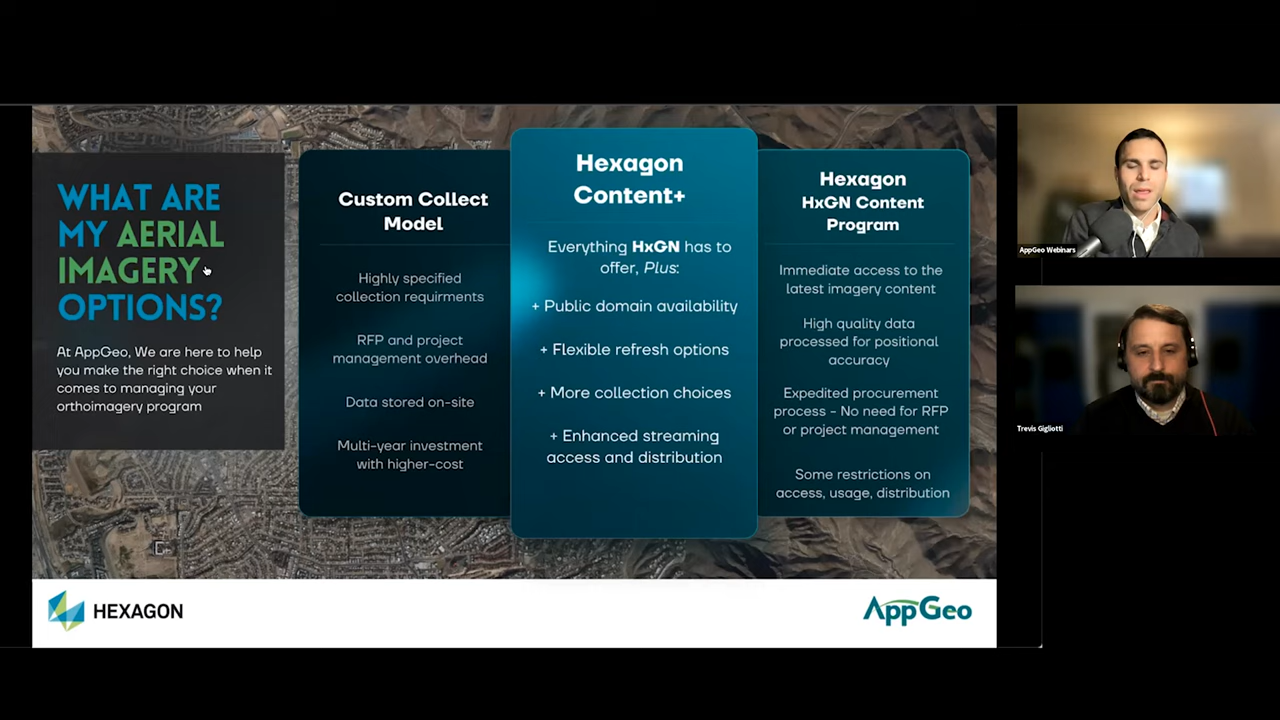 WHAT ARE
MY AERIAL
IMAGERY
OPTIONS?
At AppGeo, We are here to help
you make the right choice when it
comes to managing your
orthoimagery program
Custom Collect
Model
Highly specified
collection requirments
RFP and project
management overhead
Data stored on-site
Multi-year investment
with higher-cost
Hexagon
Content+
Everything HxGN has to
offer, Plus:
+ Public domain availability
+ Flexible refresh options
+ More collection choices
+ Enhanced streaming
access and distribution
Hexagon
HxGN Content
Program
Immediate access to the
latest imagery content
High quality data
processed for positional
accuracy
Expedited procurement
process - No need for RFP
or project management
Some restrictions on
access, usage, distribution
HEXAGON
AppGeo
AppGeo Webinars
Trevis Gigliotti